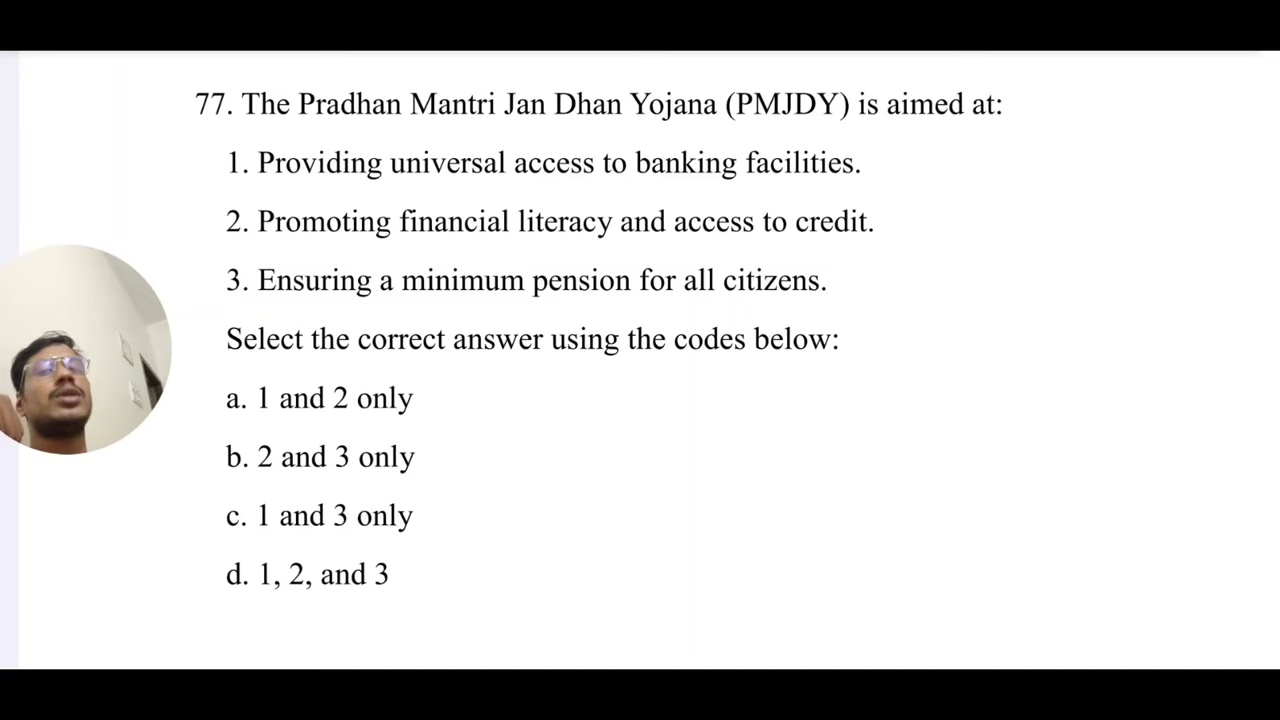 77. The Pradhan Mantri Jan Dhan Yojana (PMJDY) is aimed at:
1. Providing universal access to banking facilities.
2. Promoting financial literacy and access to credit.
3. Ensuring a minimum pension for all citizens.
Select the correct answer using the codes below:
a. 1 and 2 only
b. 2 and 3 only
c. 1 and 3 only
d. 1, 2, and 3